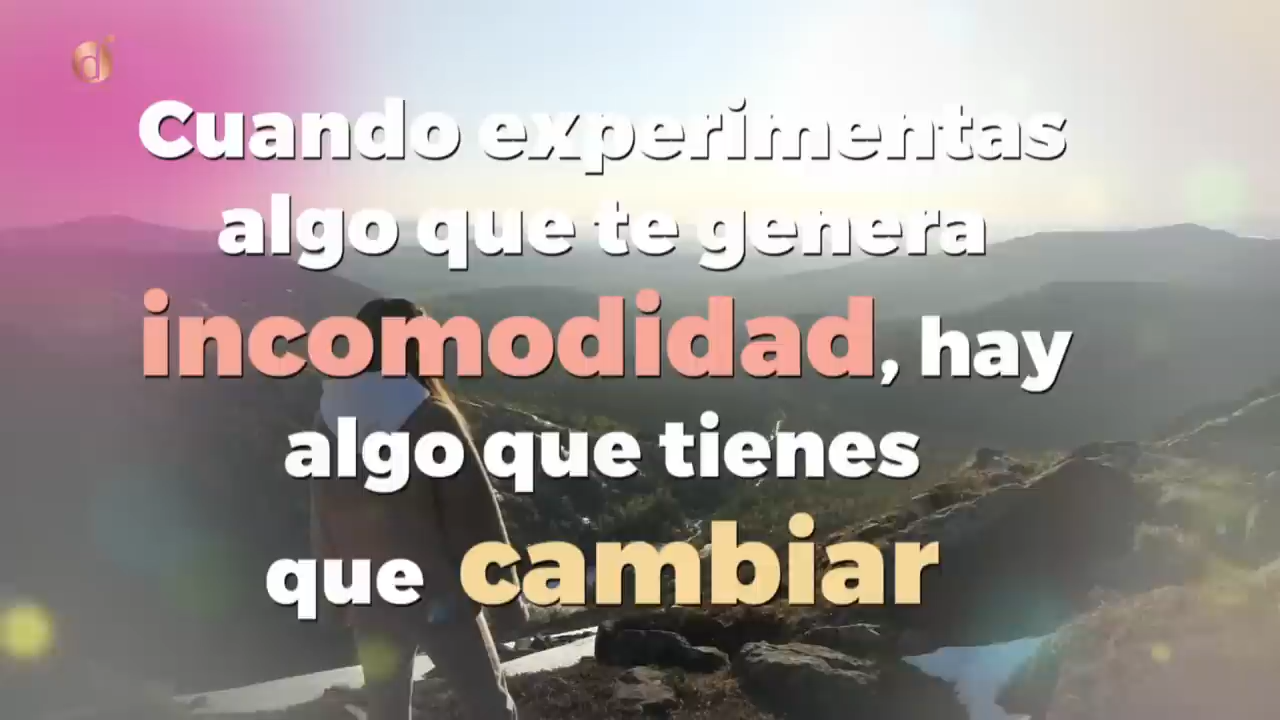 Cuando experimentas
algo que te genera
incomodidad, hay
algo que tienes
que cambiar